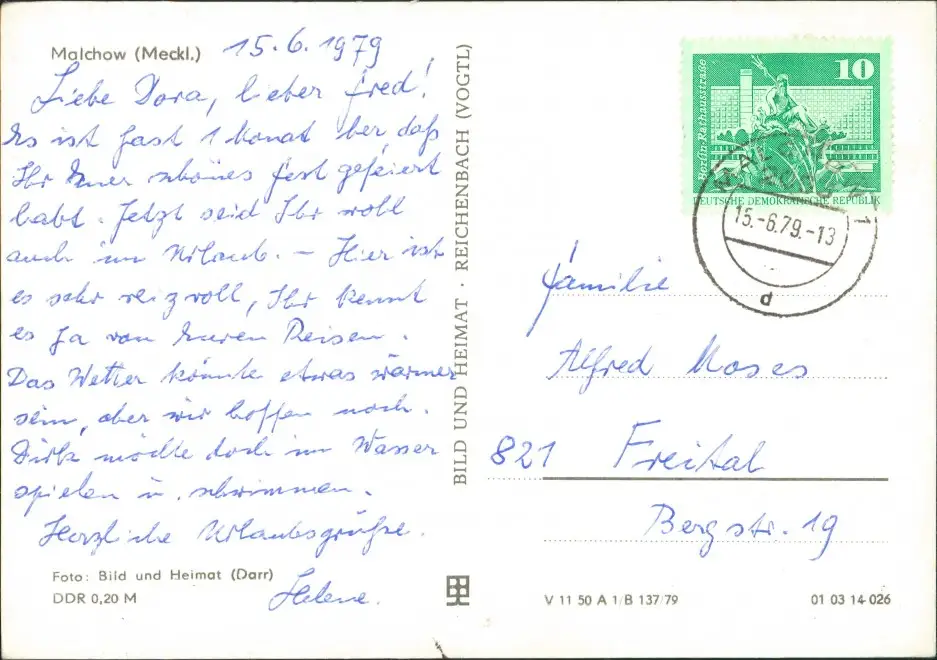 Malchow (Meckl.) 15.6.1979
Liebe Dora, lieber Fred!
Es ist fast 1 Monat her, daß
Ihr Euer schönes Fest gefeiert
habt. Jetzt seid Ihr wohl
auch im Urlaub. – Hier ist
es sehr reizvoll, Ihr kennt
es ja von Euren Reisen.
Das Wetter könnte etwas wärmer
sein, aber wir hoffen noch.
Dirk möchte doch im Wasser
spielen u. schwimmen.
Herzliche Urlaubsgrüße.
Helene.
Foto: Bild und Heimat (Darr)
DDR 0,20 M
BILD UND HEIMAT · REICHENBACH (VOGTL)
10
Berlin-Rathausstraße
DEUTSCHE DEMOKRATISCHE REPUBLIK
MALCHOW 1
15.-6.79.-13
d
Familie
Alfred Moses
821 Freital
Bergstr. 19
V 11 50 A 1/B 137/79
01 03 14 026